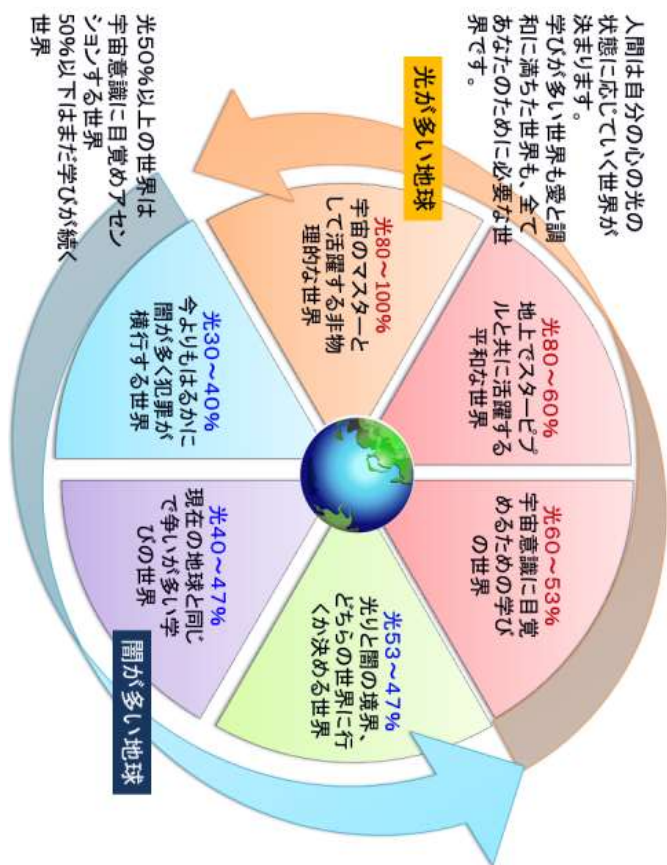 人間は自分の心の光の
状態に応じていく世界が
決まります。
学びが多い世界も愛と調
和に満ちた世界も、全て
あなたのために必要な世
界です。
光が多い地球
光80～100%
宇宙のマスターと
して活躍する非物
理的な世界
光80～60%
地上でスターピプ
ルと共に活躍する
平和な世界
光60～53%
宇宙意識に目覚
めるための学び
の世界
光53～47%
光りと闇の境界、
どちらの世界に行
くか決める世界
光40～47%
現在の地球と同じ
で争いが多い学
びの世界
光30～40%
今よりもはるかに
闇が多く犯罪が
横行する世界
闇が多い地球
光50%以上の世界は
宇宙意識に目覚めアセン
ションする世界
50%以下はまだ学びが続く
世界